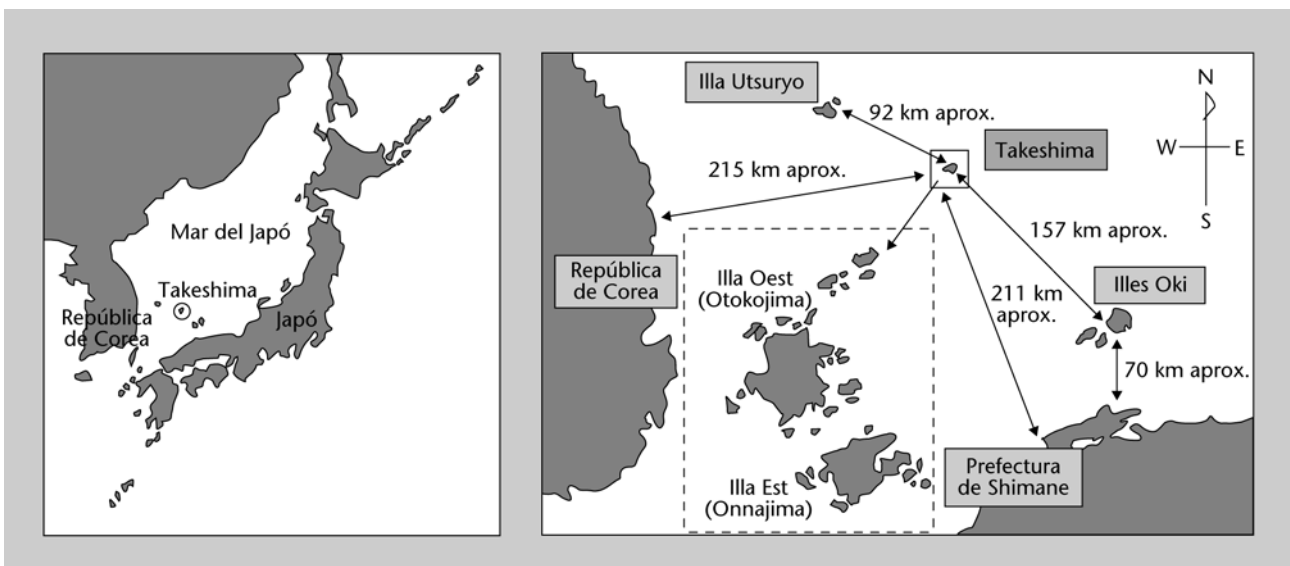 Mar del Japó
Takeshima
República
de Corea
Japó
Illa Utsuryo
92 km aprox.
Takeshima
N
W
E
S
215 km aprox.
157 km aprox.
República
de Corea
Illa Oest
(Otokojima)
211 km
aprox.
Illes Oki
70 km aprox.
Illa Est
(Onnajima)
Prefectura
de Shimane